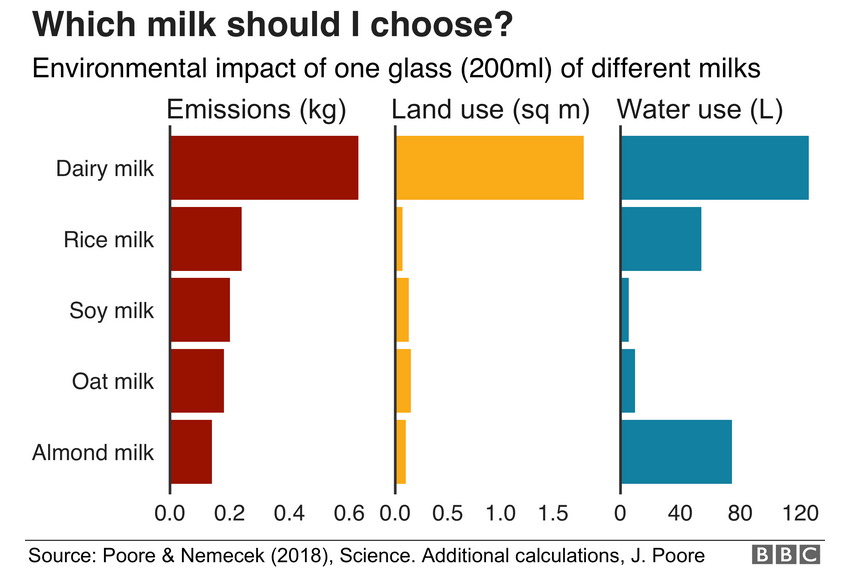 Which milk should I choose?
Environmental impact of one glass (200ml) of different milks
Emissions (kg) Land use (sq m) Water use (L)
Dairy milk
Rice milk
Soy milk
Oat milk
Almond milk
0.0 0.2 0.4 0.6 0.0 0.5 1.0 1.5 0 40 80 120
Source: Poore & Nemecek (2018), Science. Additional calculations, J. Poore BBC